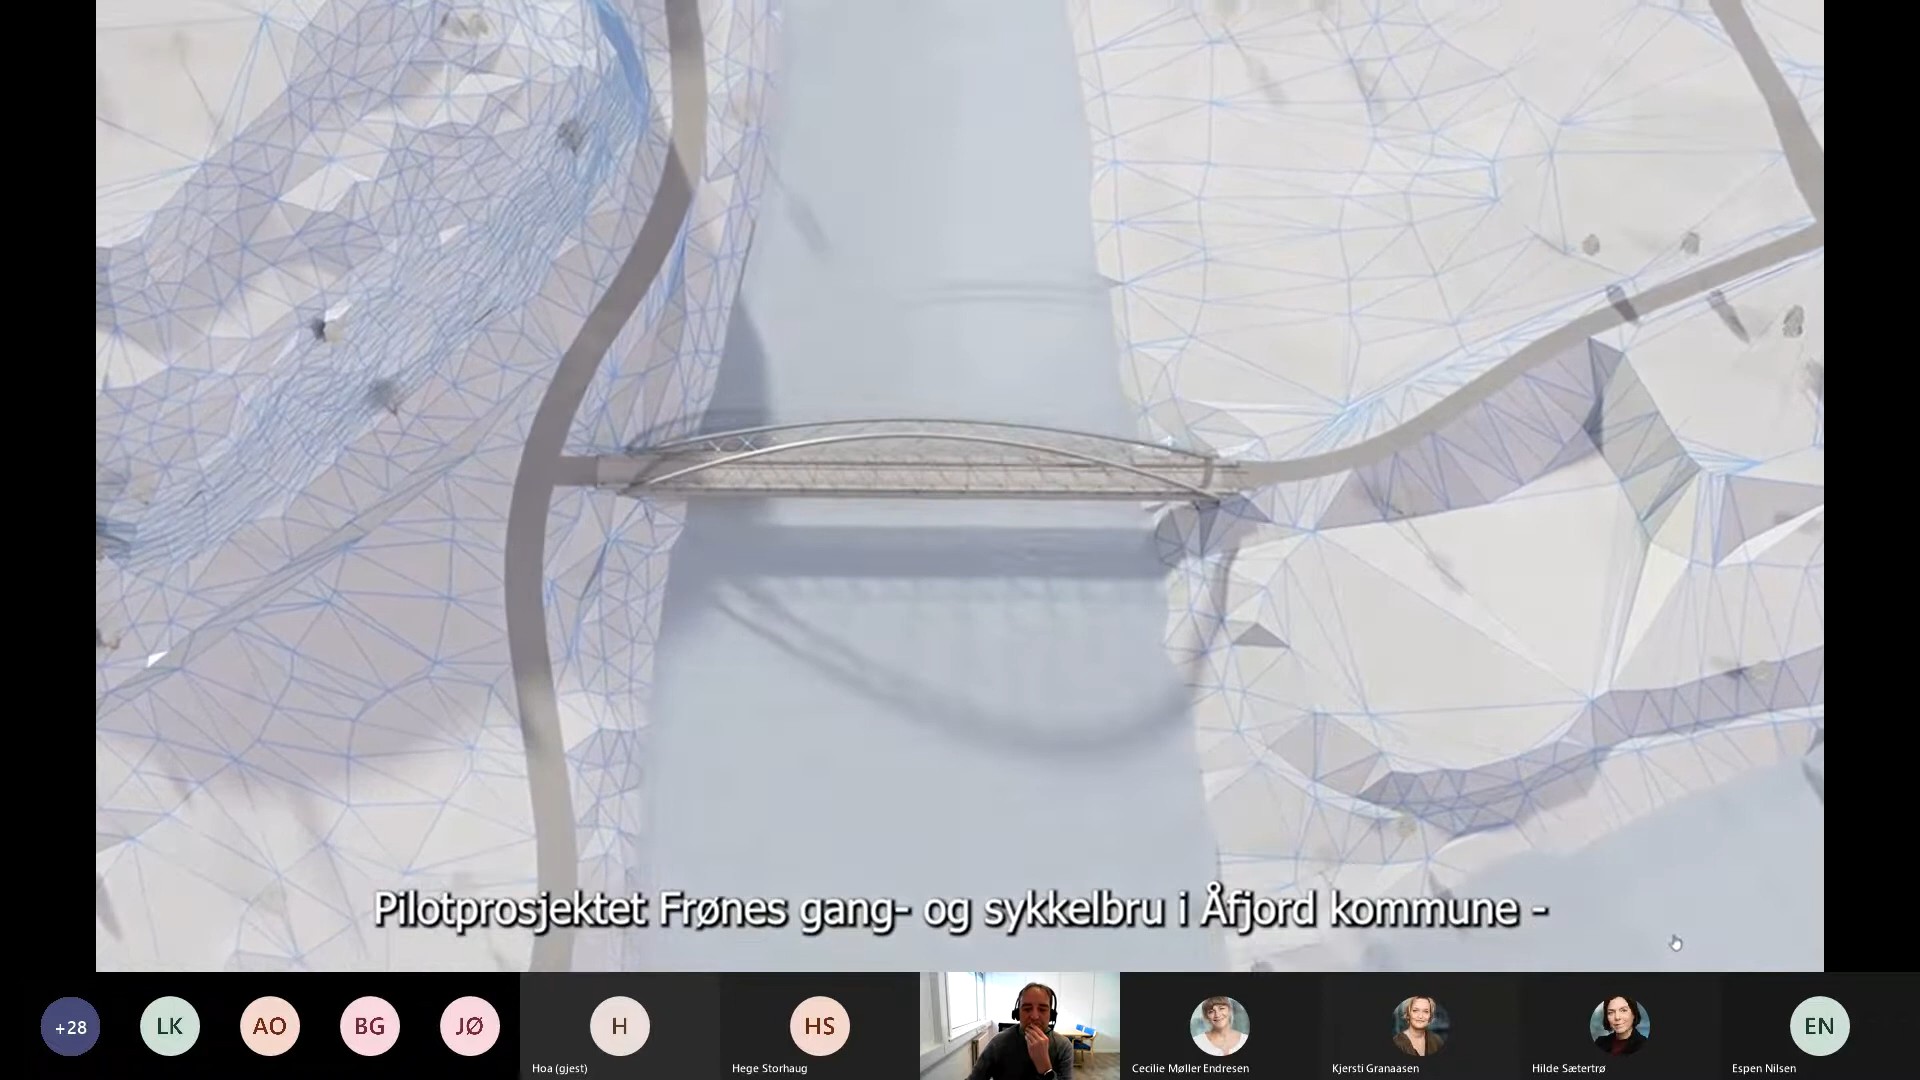 Pilotprosjektet Frønes gang- og sykkelbru i Åfjord kommune -
+28
LK
AO
BG
JØ
H
HS
EN
Hoa (gjest)
Hege Storhaug
Cecilie Møller Endresen
Kjersti Granaasen
Hilde Sætertrø
Espen Nilsen